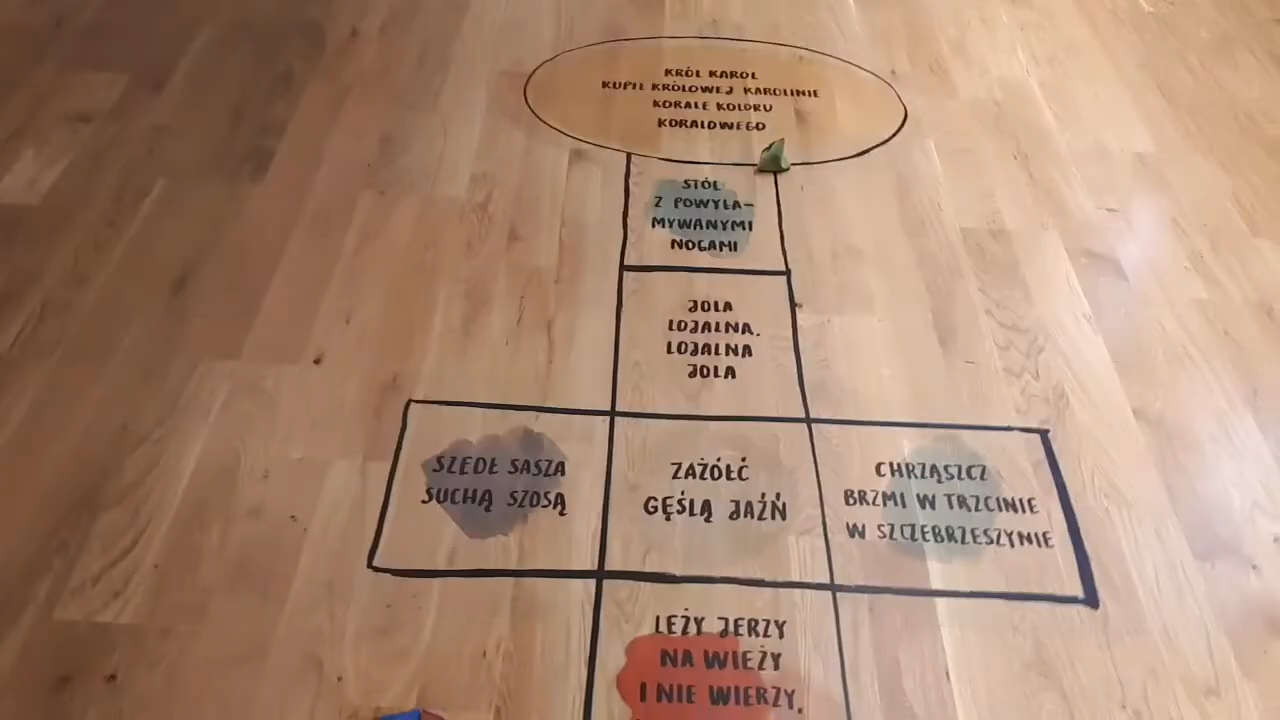 KRÓL KAROL
KUPIŁ KRÓLOWEJ KAROLINIE
KORALE KOLORU
KORALOWEGO
STÓŁ
Z POWYŁA-
MYWANYMI
NOGAMI
JOLA
LOJALNA,
LOJALNA
JOLA
SZEDŁ SASZA
SUCHĄ SZOSĄ
ZAŻÓŁĆ
GĘŚLĄ JAŹŃ
CHRZĄSZCZ
BRZMI W TRZCINIE
W SZCZEBRZESZYNIE
LEŻY JERZY
NA WIEŻY
I NIE WIERZY,